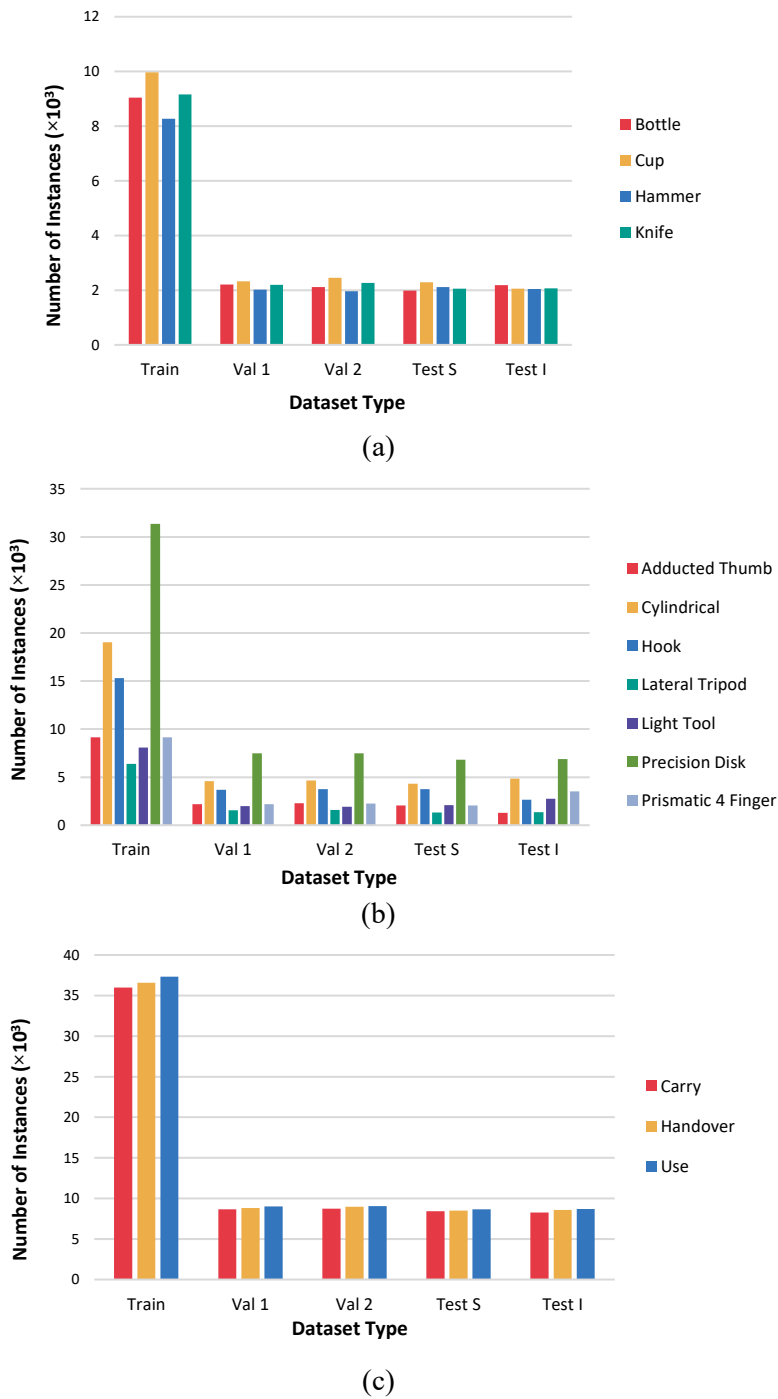 12
10
8
6
4
2
0
Number of Instances (×10³)
Train Val 1 Val 2 Test S Test I
Dataset Type
Bottle
Cup
Hammer
Knife
(a)
35
30
25
20
15
10
5
0
Number of Instances (×10³)
Train Val 1 Val 2 Test S Test I
Dataset Type
Adducted Thumb
Cylindrical
Hook
Lateral Tripod
Light Tool
Precision Disk
Prismatic 4 Finger
(b)
40
35
30
25
20
15
10
5
0
Number of Instances (×10³)
Train Val 1 Val 2 Test S Test I
Dataset Type
Carry
Handover
Use
(c)